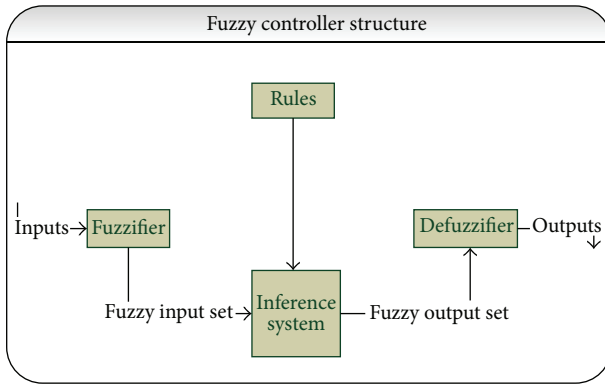 Fuzzy controller structure
Rules
Inputs
Fuzzifier
Defuzzifier
Outputs
Fuzzy input set
Inference
system
Fuzzy output set